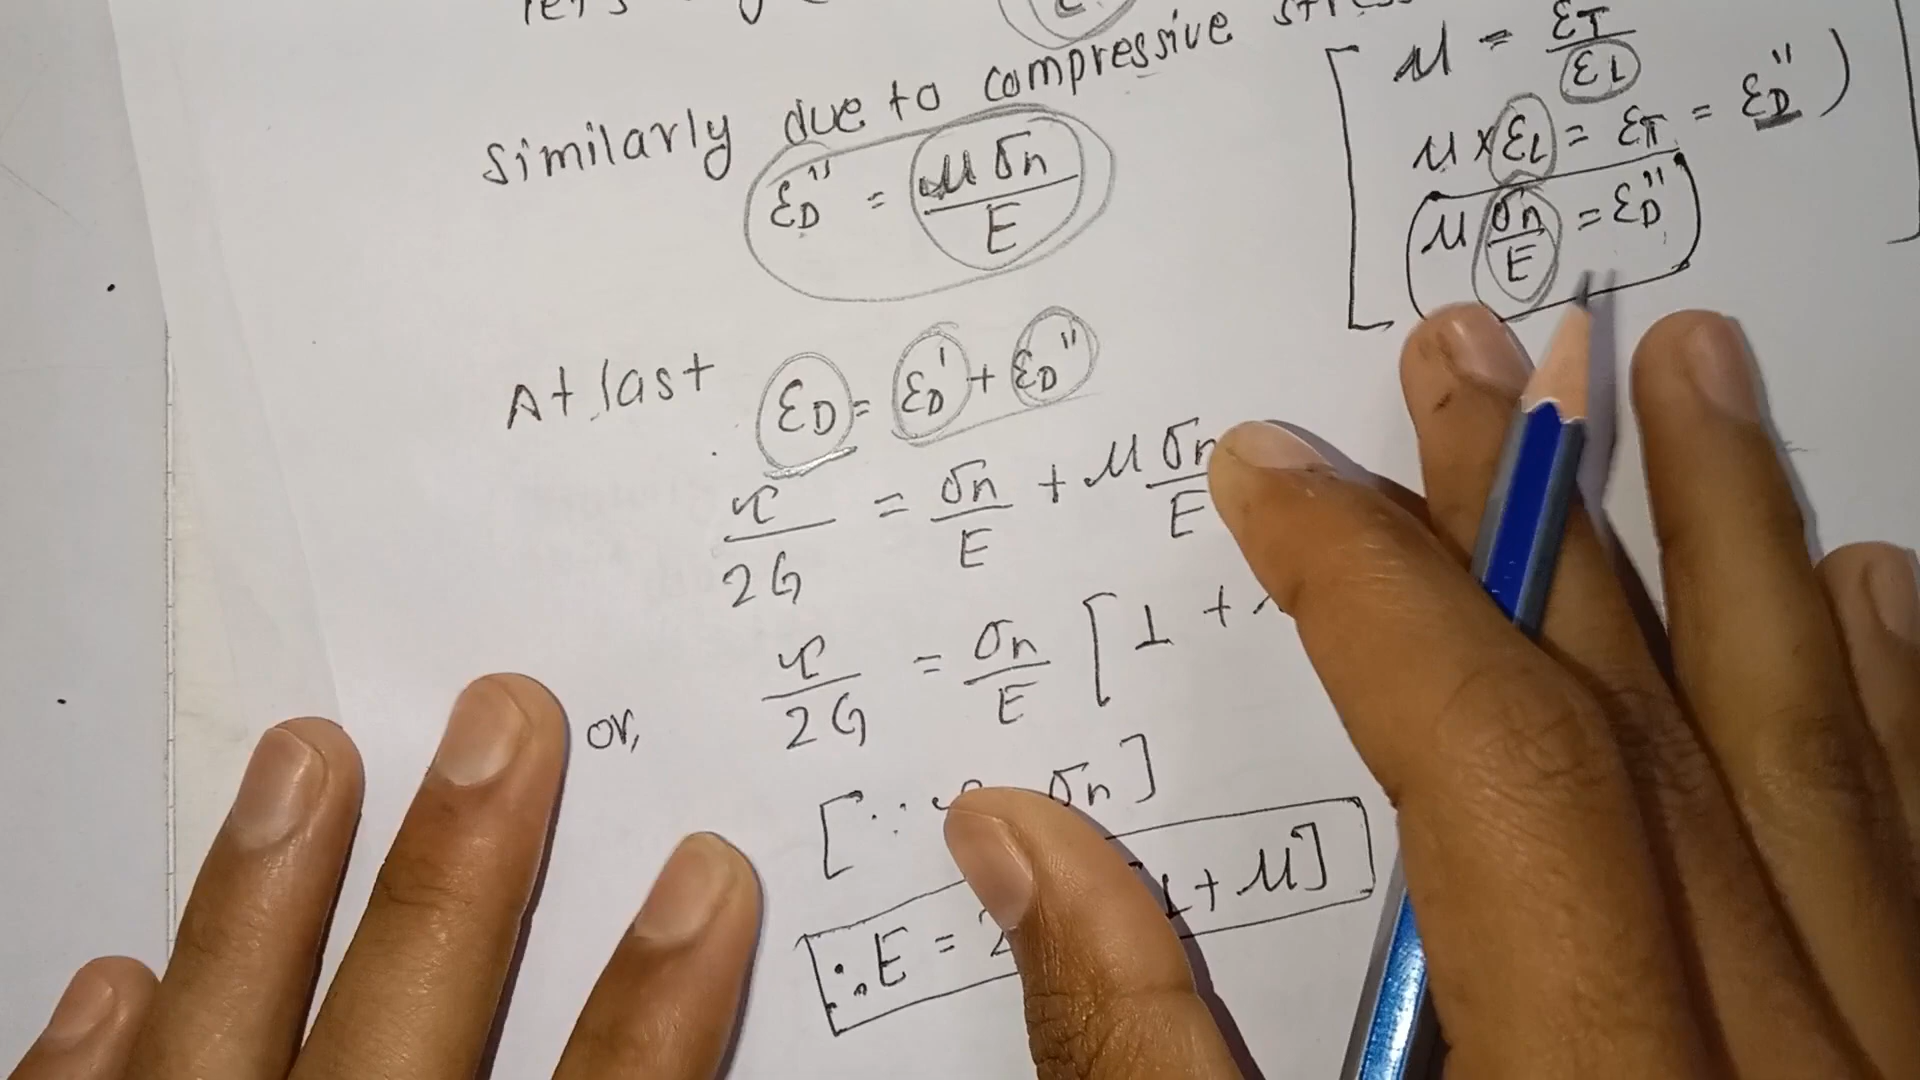 Similarly due to compressive
εD'' = μσn/E
[ μ = εT/εL
μ × εL = εT = εD'' )
μ σn/E = εD''
At last εD = εD' + εD''
τ/2G = σn/E + μ σn/E
or, τ/2G = σn/E [1 +
[∵ σn]
∴ E = 2 1 + μ]